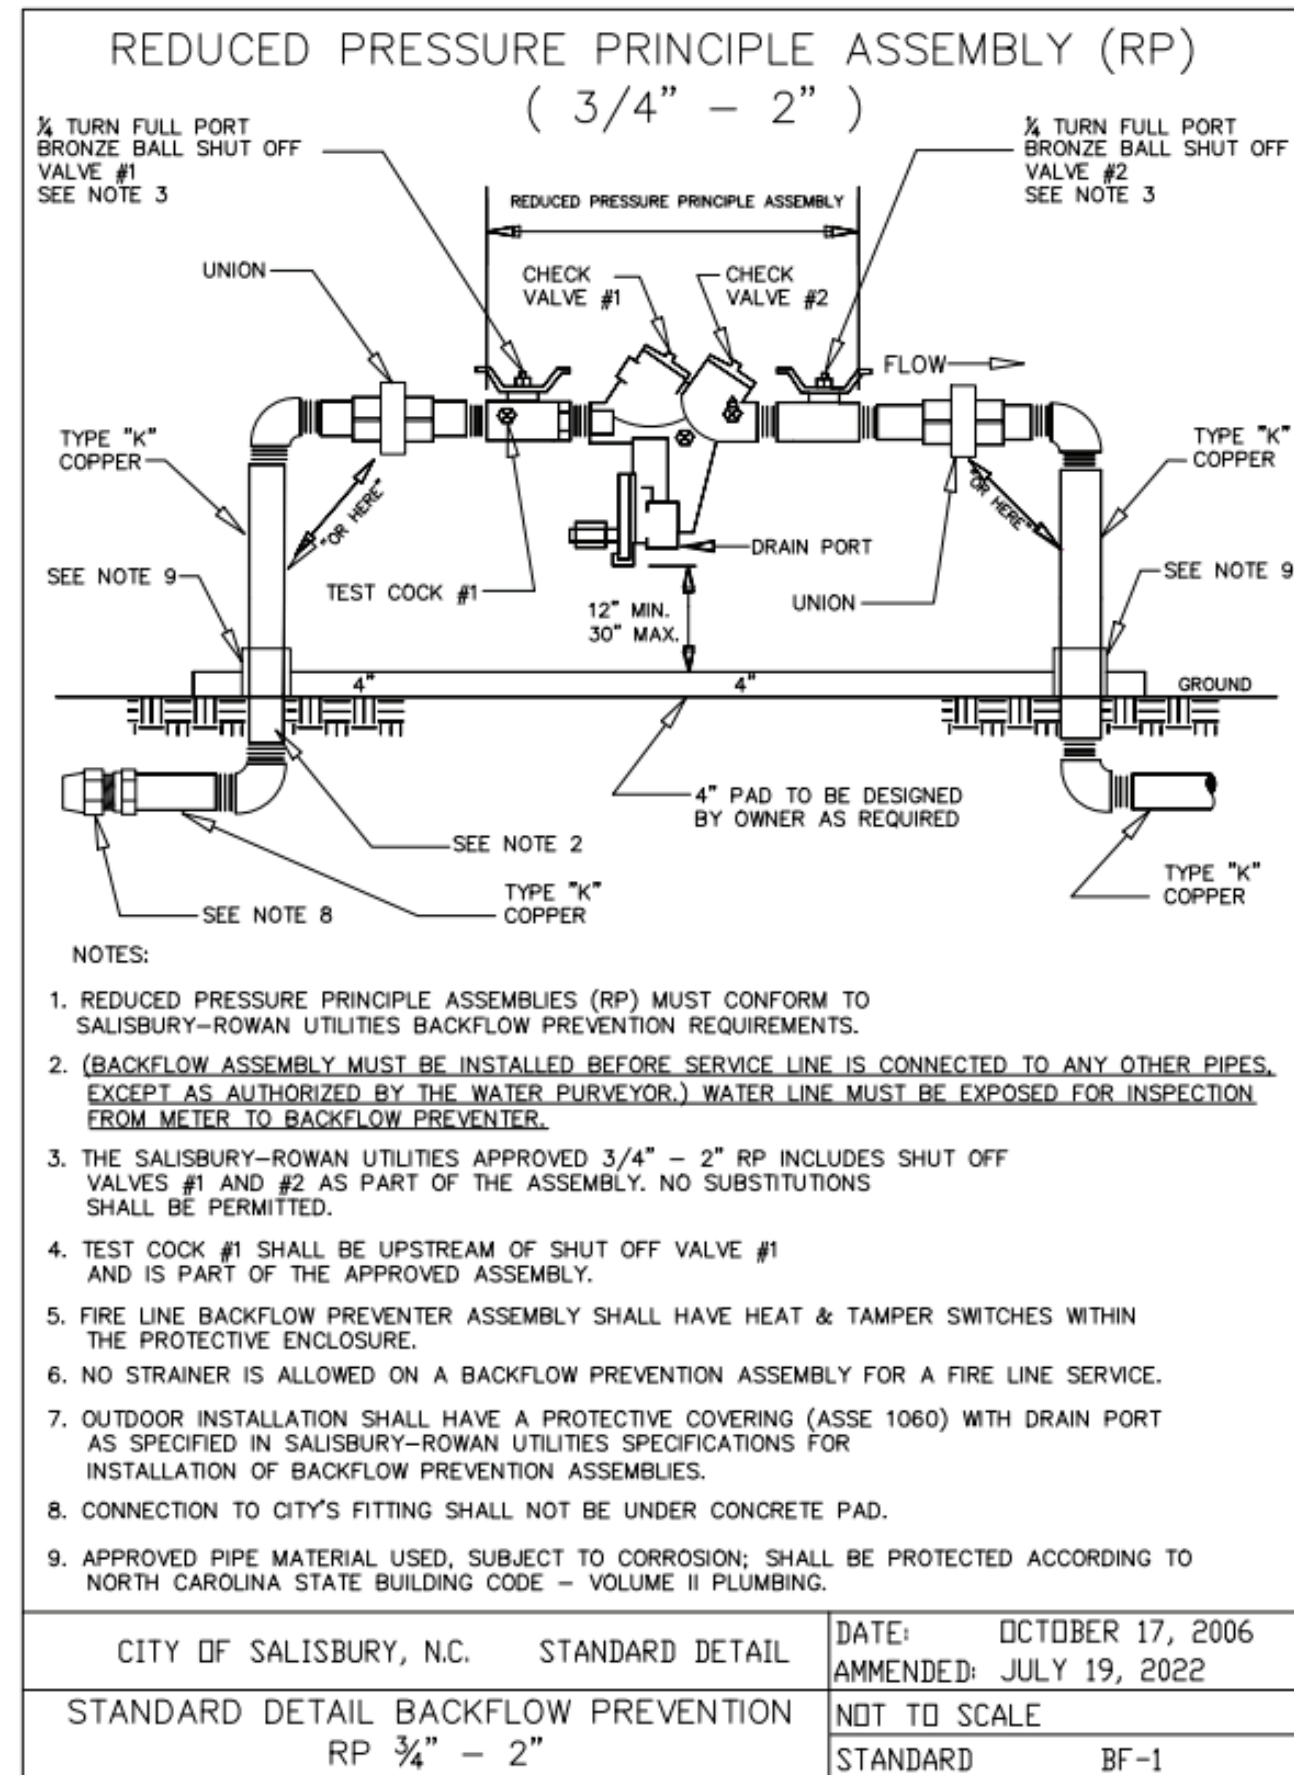 REDUCED PRESSURE PRINCIPLE ASSEMBLY (RP)
( 3/4" – 2" )
¼ TURN FULL PORT
BRONZE BALL SHUT OFF
VALVE #1
SEE NOTE 3
¼ TURN FULL PORT
BRONZE BALL SHUT OFF
VALVE #2
SEE NOTE 3
REDUCED PRESSURE PRINCIPLE ASSEMBLY
UNION
CHECK
VALVE #1
CHECK
VALVE #2
FLOW
TYPE "K"
COPPER
TYPE "K"
COPPER
"OR HERE"
"OR HERE"
DRAIN PORT
SEE NOTE 9
TEST COCK #1
12" MIN.
30" MAX.
UNION
SEE NOTE 9
4"
4"
GROUND
4" PAD TO BE DESIGNED
BY OWNER AS REQUIRED
SEE NOTE 2
TYPE "K"
COPPER
SEE NOTE 8
TYPE "K"
COPPER
NOTES:
1. REDUCED PRESSURE PRINCIPLE ASSEMBLIES (RP) MUST CONFORM TO
SALISBURY–ROWAN UTILITIES BACKFLOW PREVENTION REQUIREMENTS.
2. (BACKFLOW ASSEMBLY MUST BE INSTALLED BEFORE SERVICE LINE IS CONNECTED TO ANY OTHER PIPES,
EXCEPT AS AUTHORIZED BY THE WATER PURVEYOR.) WATER LINE MUST BE EXPOSED FOR INSPECTION
FROM METER TO BACKFLOW PREVENTER.
3. THE SALISBURY–ROWAN UTILITIES APPROVED 3/4" – 2" RP INCLUDES SHUT OFF
VALVES #1 AND #2 AS PART OF THE ASSEMBLY. NO SUBSTITUTIONS
SHALL BE PERMITTED.
4. TEST COCK #1 SHALL BE UPSTREAM OF SHUT OFF VALVE #1
AND IS PART OF THE APPROVED ASSEMBLY.
5. FIRE LINE BACKFLOW PREVENTER ASSEMBLY SHALL HAVE HEAT & TAMPER SWITCHES WITHIN
THE PROTECTIVE ENCLOSURE.
6. NO STRAINER IS ALLOWED ON A BACKFLOW PREVENTION ASSEMBLY FOR A FIRE LINE SERVICE.
7. OUTDOOR INSTALLATION SHALL HAVE A PROTECTIVE COVERING (ASSE 1060) WITH DRAIN PORT
AS SPECIFIED IN SALISBURY–ROWAN UTILITIES SPECIFICATIONS FOR
INSTALLATION OF BACKFLOW PREVENTION ASSEMBLIES.
8. CONNECTION TO CITY'S FITTING SHALL NOT BE UNDER CONCRETE PAD.
9. APPROVED PIPE MATERIAL USED, SUBJECT TO CORROSION; SHALL BE PROTECTED ACCORDING TO
NORTH CAROLINA STATE BUILDING CODE – VOLUME II PLUMBING.
CITY OF SALISBURY, N.C. STANDARD DETAIL
DATE: OCTOBER 17, 2006
AMMENDED: JULY 19, 2022
STANDARD DETAIL BACKFLOW PREVENTION
RP ¾" – 2"
NOT TO SCALE
STANDARD BF–1